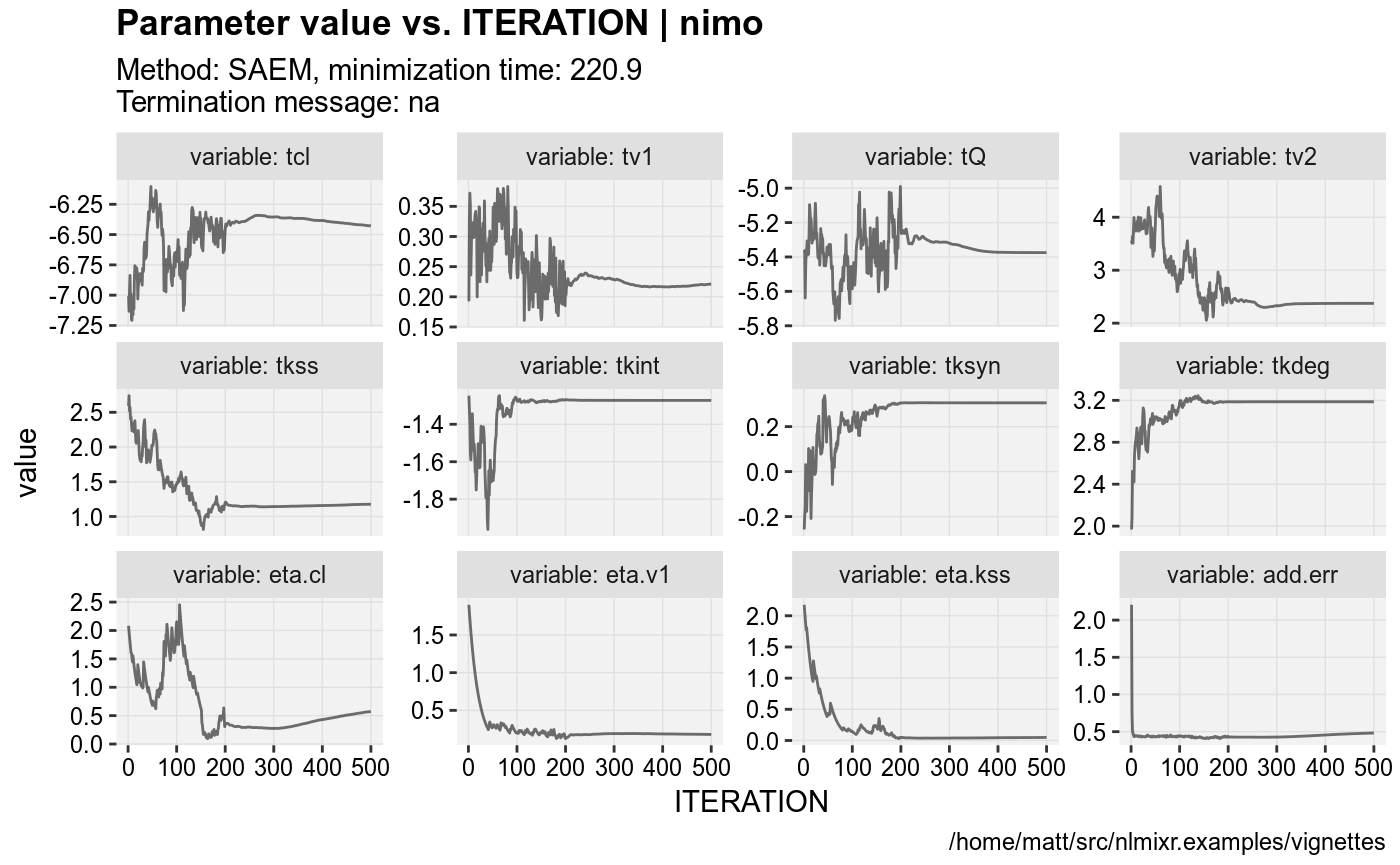 Parameter value vs. ITERATION | nimo
Method: SAEM, minimization time: 220.9
Termination message: na
variable: tcl
variable: tv1
variable: tQ
variable: tv2
-6.25
-6.50
-6.75
-7.00
-7.25
0.35
0.30
0.25
0.20
0.15
-5.0
-5.2
-5.4
-5.6
-5.8
4
3
2
variable: tkss
variable: tkint
variable: tksyn
variable: tkdeg
2.5
2.0
1.5
1.0
-1.4
-1.6
-1.8
0.2
0.0
-0.2
3.2
2.8
2.4
2.0
value
variable: eta.cl
variable: eta.v1
variable: eta.kss
variable: add.err
2.5
2.0
1.5
1.0
0.5
0.0
1.5
1.0
0.5
2.0
1.5
1.0
0.5
0.0
2.0
1.5
1.0
0.5
0 100 200 300 400 500
0 100 200 300 400 500
0 100 200 300 400 500
0 100 200 300 400 500
ITERATION
/home/matt/src/nlmixr.examples/vignettes